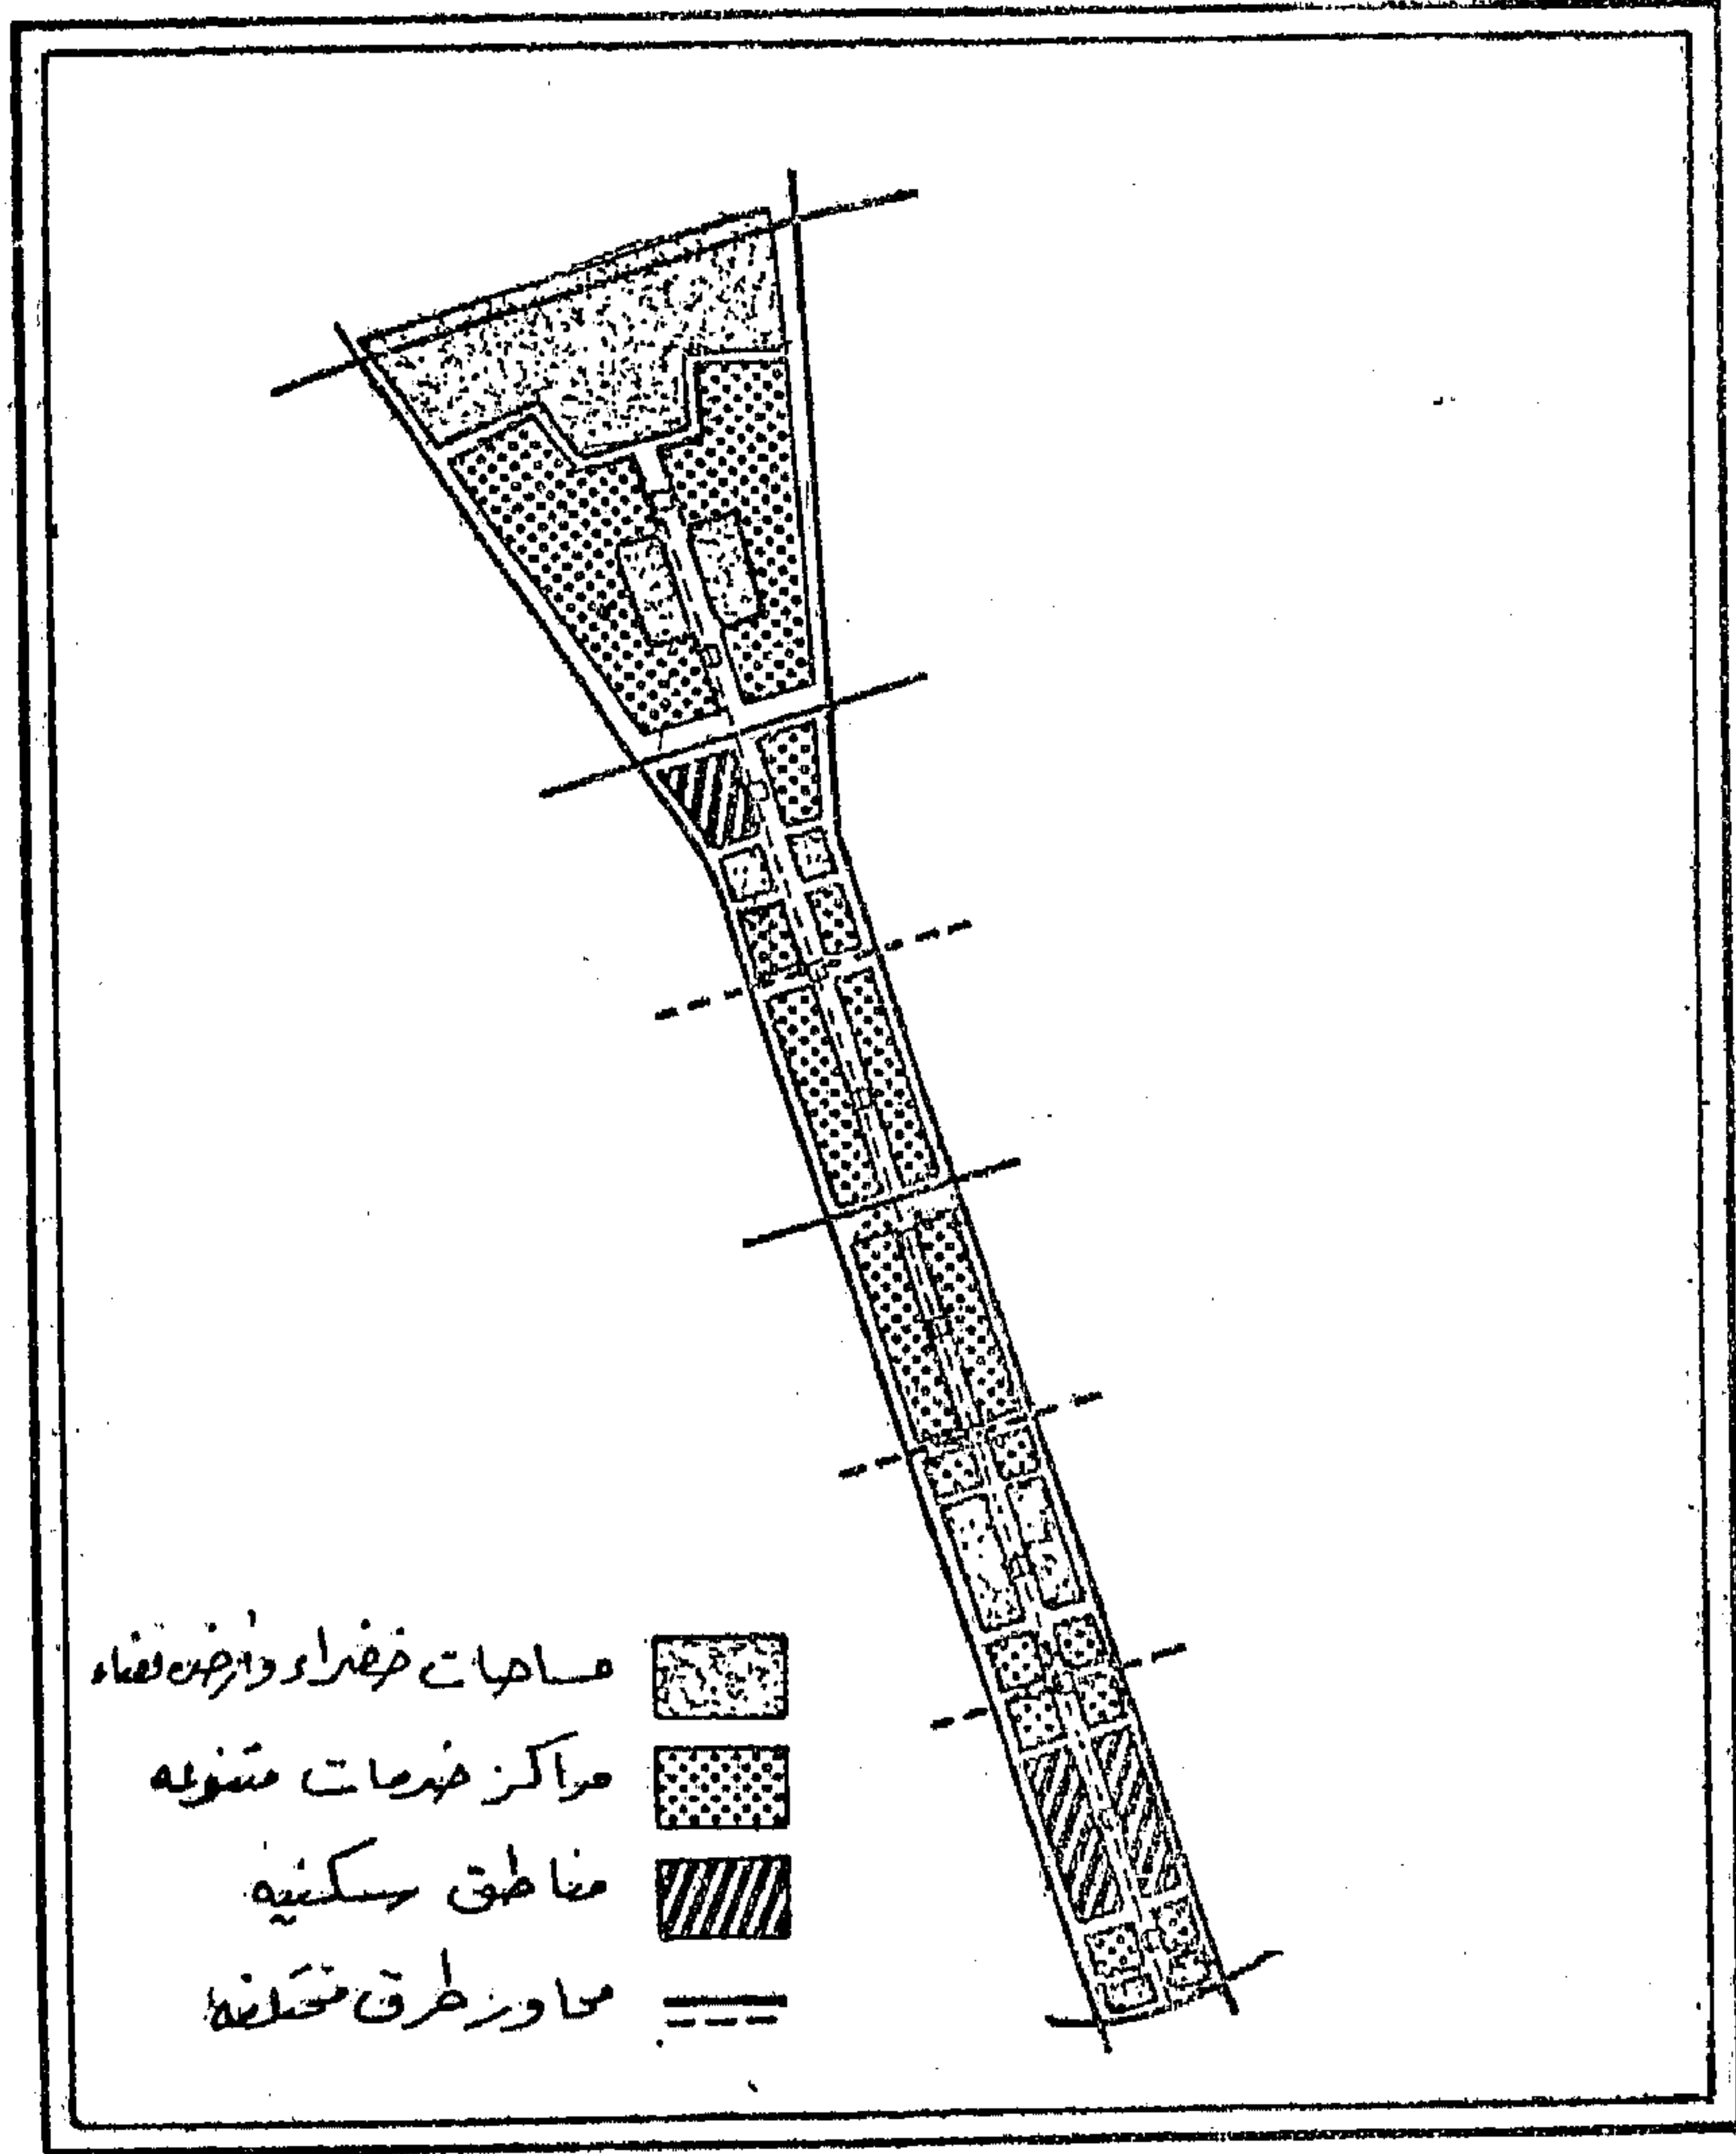 مساحات خضراء وأرض فضاء
مراكز خدمات متنوعه
مناطق سكنيه
محاور طرق مختلفه